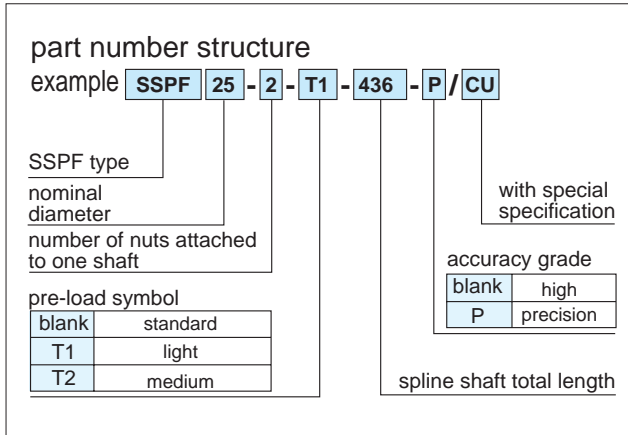 part number structure
example SSPF 25 - 2 - T1 - 436 - P / CU
SSPF type
nominal
diameter
number of nuts attached
to one shaft
pre-load symbol
blank standard
T1 light
T2 medium
with special
specification
accuracy grade
blank high
P precision
spline shaft total length